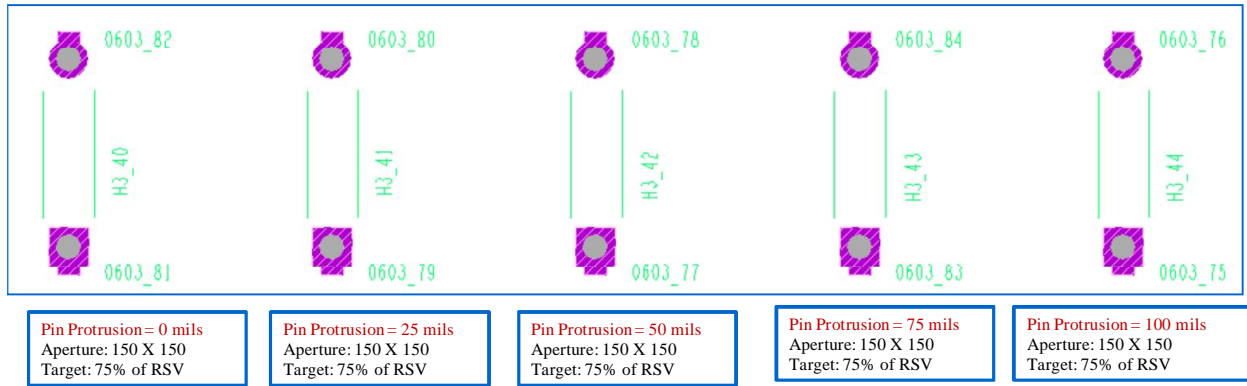 0603_82
0603_80
0603_78
0603_84
0603_76
H3_40
H3_41
H3_42
H3_43
H3_44
0603_81
0603_79
0603_77
0603_83
0603_75
Pin Protrusion = 0 mils
Aperture: 150 X 150
Target: 75% of RSV
Pin Protrusion = 25 mils
Aperture: 150 X 150
Target: 75% of RSV
Pin Protrusion = 50 mils
Aperture: 150 X 150
Target: 75% of RSV
Pin Protrusion = 75 mils
Aperture: 150 X 150
Target: 75% of RSV
Pin Protrusion = 100 mils
Aperture: 150 X 150
Target: 75% of RSV